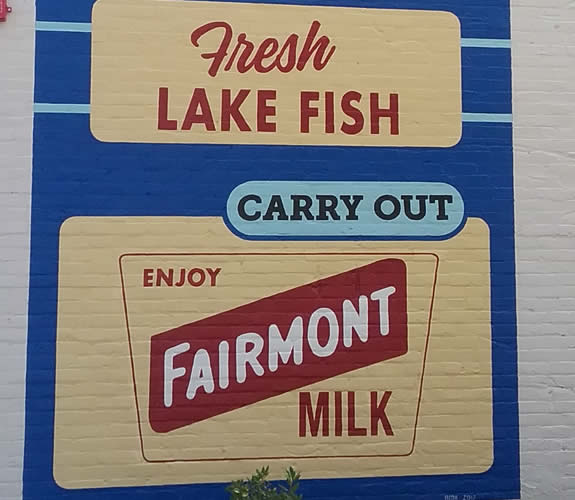 Fresh
LAKE FISH
CARRY OUT
ENJOY
FAIRMONT
MILK